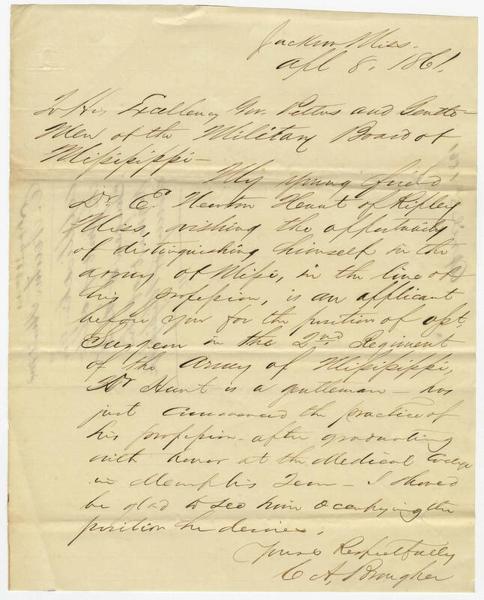 Jackson Miss.
Apl 8, 1861.
To His Excellency Gov. Pettus and Gentle-
Men of the Military Board of
Mississippi—
My young friend
Dr E. Newton Hunt of Ripley
Miss, wishing the opportunity
of distinguishing himself in the
army of Miss, in the line of
his profession, is an applicant
before you for the position of Asst.
Surgeon in the 2nd Regiment
of the Army of Mississippi,
Dr Hunt is a gentleman — has
just commenced the practice of
his profession after graduating
with honor at the Medical College
in Memphis Tenn — I should
be glad to see him occupying the
position he desires.
Yours Respectfully
C A Brougher